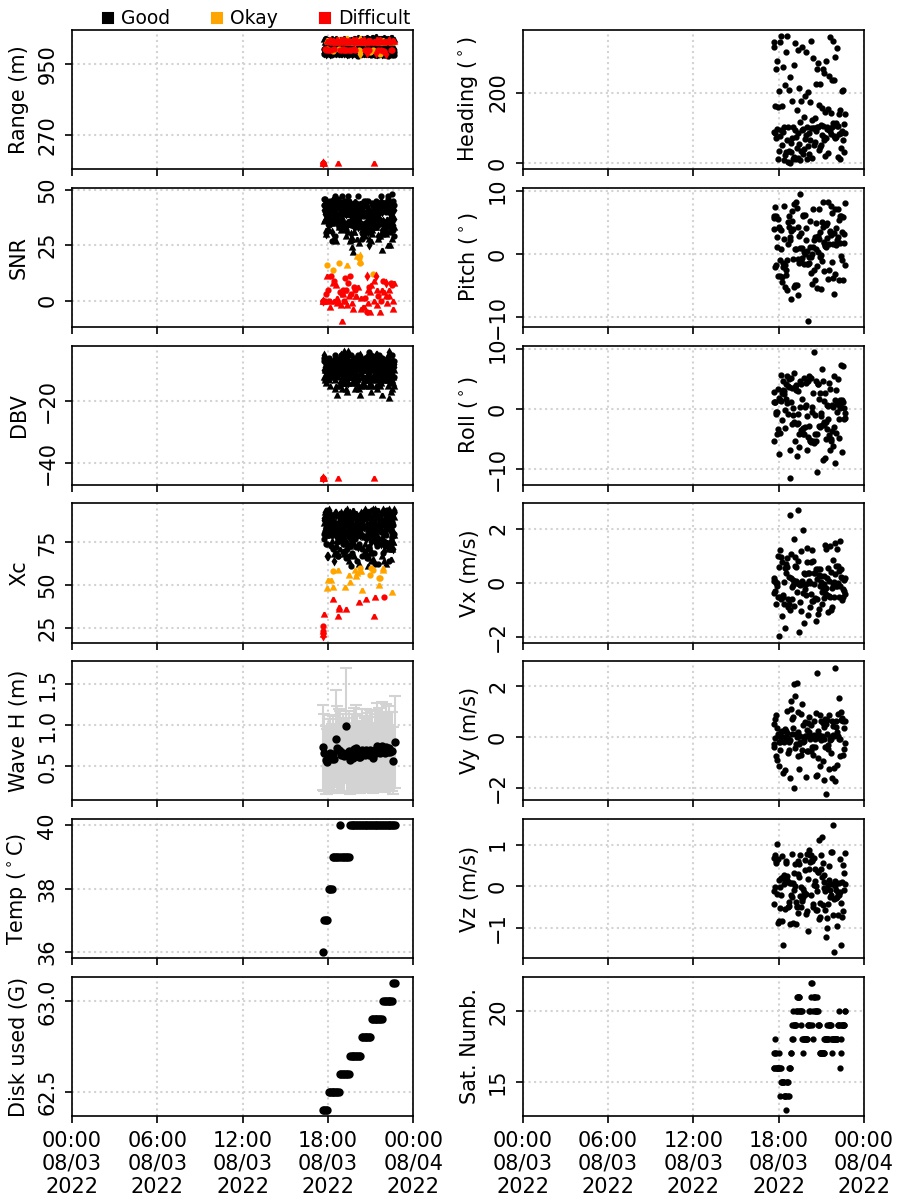 Good Okay Difficult
Range (m)
950
270
Heading (°)
200
0
SNR
50
25
0
Pitch (°)
10
0
−10
DBV
−20
−40
Roll (°)
10
0
−10
Xc
75
50
25
Vx (m/s)
2
0
−2
Wave H (m)
1.5
1.0
0.5
Vy (m/s)
2
0
−2
Temp (°C)
40
38
36
Vz (m/s)
1
0
−1
Disk used (G)
63.0
62.5
Sat. Numb.
20
15
00:00 06:00 12:00 18:00 00:00
08/03 08/03 08/03 08/03 08/04
2022 2022 2022 2022 2022
00:00 06:00 12:00 18:00 00:00
08/03 08/03 08/03 08/03 08/04
2022 2022 2022 2022 2022